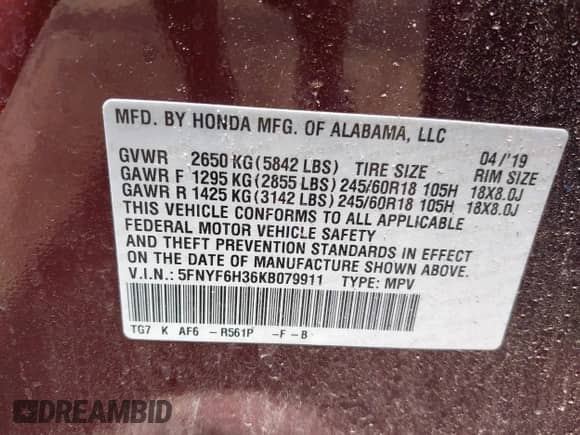 MFD. BY HONDA MFG. OF ALABAMA, LLC
04/'19
GVWR 2650 KG(5842 LBS) TIRE SIZE RIM SIZE
GAWR F 1295 KG(2855 LBS)245/60R18 105H 18X8.0J
GAWR R 1425 KG(3142 LBS)245/60R18 105H 18X8.0J
THIS VEHICLE CONFORMS TO ALL APPLICABLE
FEDERAL MOTOR VEHICLE SAFETY
AND THEFT PREVENTION STANDARDS IN EFFECT
ON THE DATE OF MANUFACTURE SHOWN ABOVE.
V.I.N.: 5FNYF6H36KB079911 TYPE: MPV
TG7 K AF6 -R561P -F-B
DREAMBID